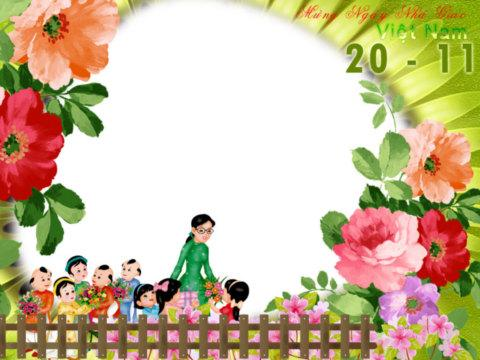 Mừng Ngày Nhà Giáo
Việt Nam
20 - 11